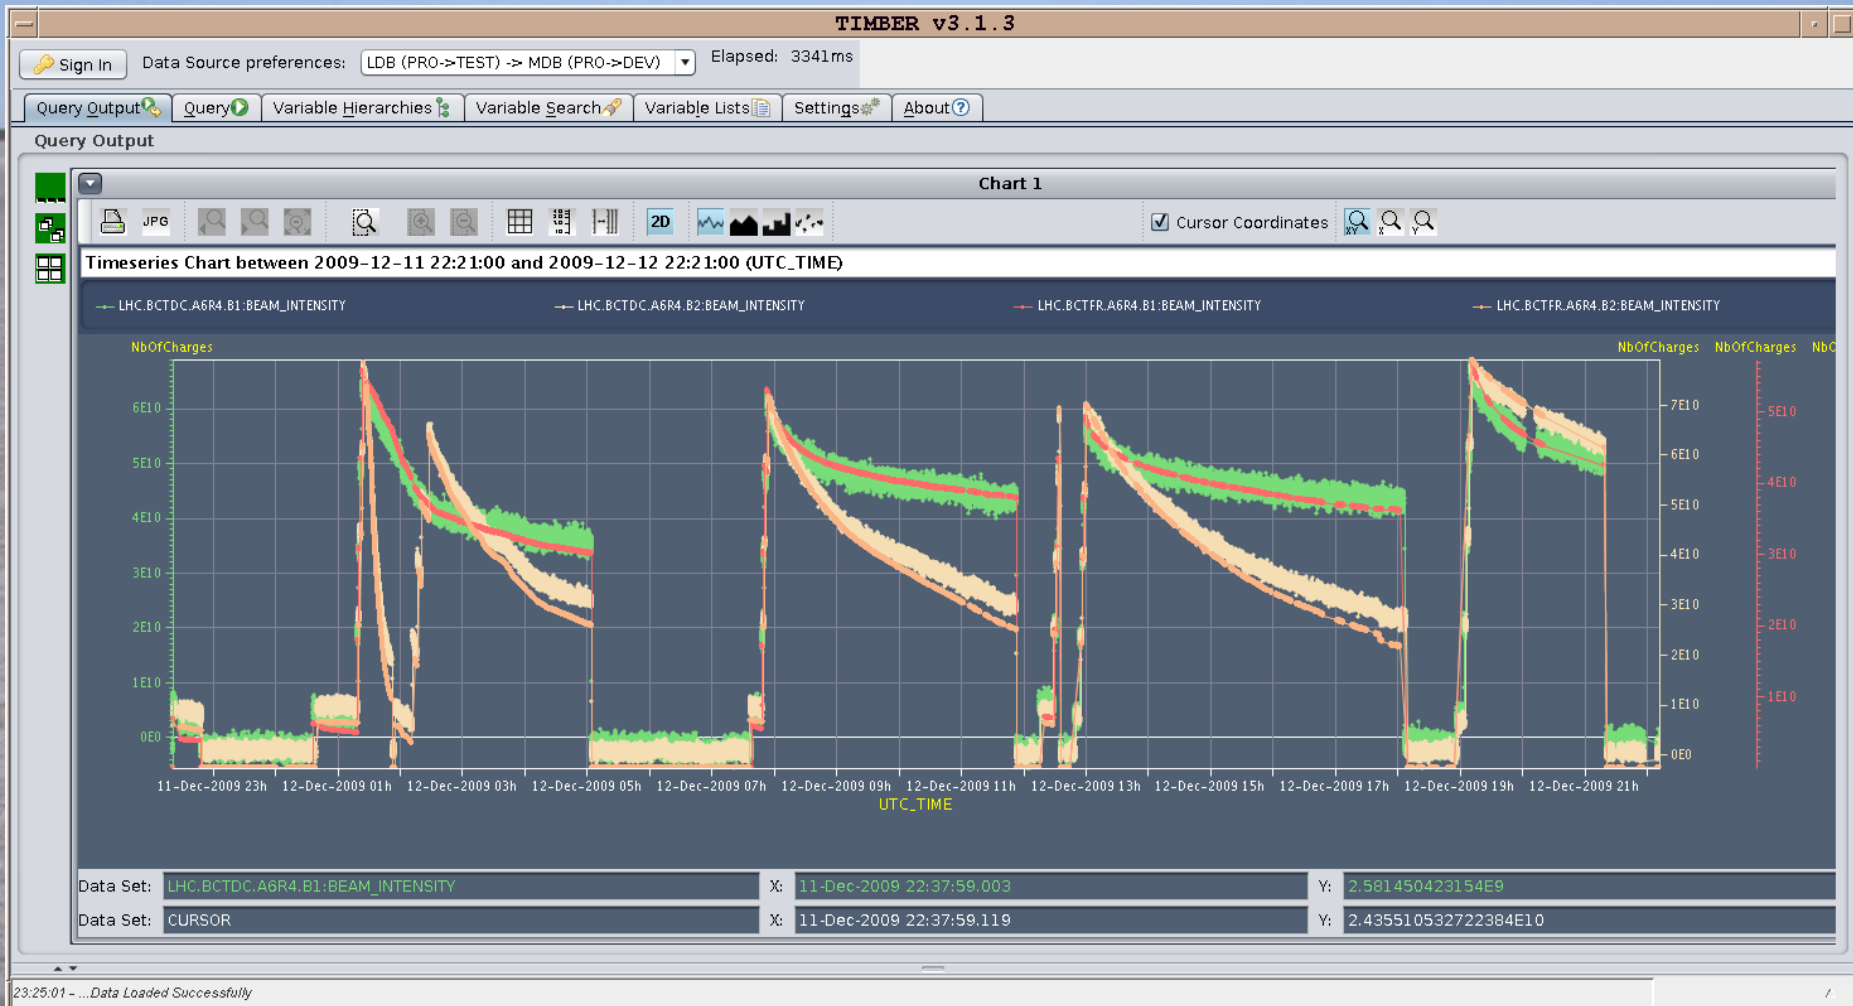 TIMBER v3.1.3
Sign In Data Source preferences: LDB (PRO->TEST) -> MDB (PRO->DEV) Elapsed: 3341ms
Query Output Query Variable Hierarchies Variable Search Variable Lists Settings About
Query Output
Chart 1
JPG 2D Cursor Coordinates XY X Y
Timeseries Chart between 2009-12-11 22:21:00 and 2009-12-12 22:21:00 (UTC_TIME)
LHC.BCTDC.A6R4.B1:BEAM_INTENSITY LHC.BCTDC.A6R4.B2:BEAM_INTENSITY LHC.BCTFR.A6R4.B1:BEAM_INTENSITY LHC.BCTFR.A6R4.B2:BEAM_INTENSITY
NbOfCharges NbOfCharges NbOfCharges NbO
6E10 7E10 5E10
5E10 6E10 4E10
4E10 5E10 3E10
3E10 4E10 2E10
2E10 3E10 1E10
1E10 2E10
0E0 1E10
0E0
11-Dec-2009 23h 12-Dec-2009 01h 12-Dec-2009 03h 12-Dec-2009 05h 12-Dec-2009 07h 12-Dec-2009 09h 12-Dec-2009 11h 12-Dec-2009 13h 12-Dec-2009 15h 12-Dec-2009 17h 12-Dec-2009 19h 12-Dec-2009 21h
UTC_TIME
Data Set: LHC.BCTDC.A6R4.B1:BEAM_INTENSITY X: 11-Dec-2009 22:37:59.003 Y: 2.581450423154E9
Data Set: CURSOR X: 11-Dec-2009 22:37:59.119 Y: 2.435510532722384E10
23:25:01 - ...Data Loaded Successfully